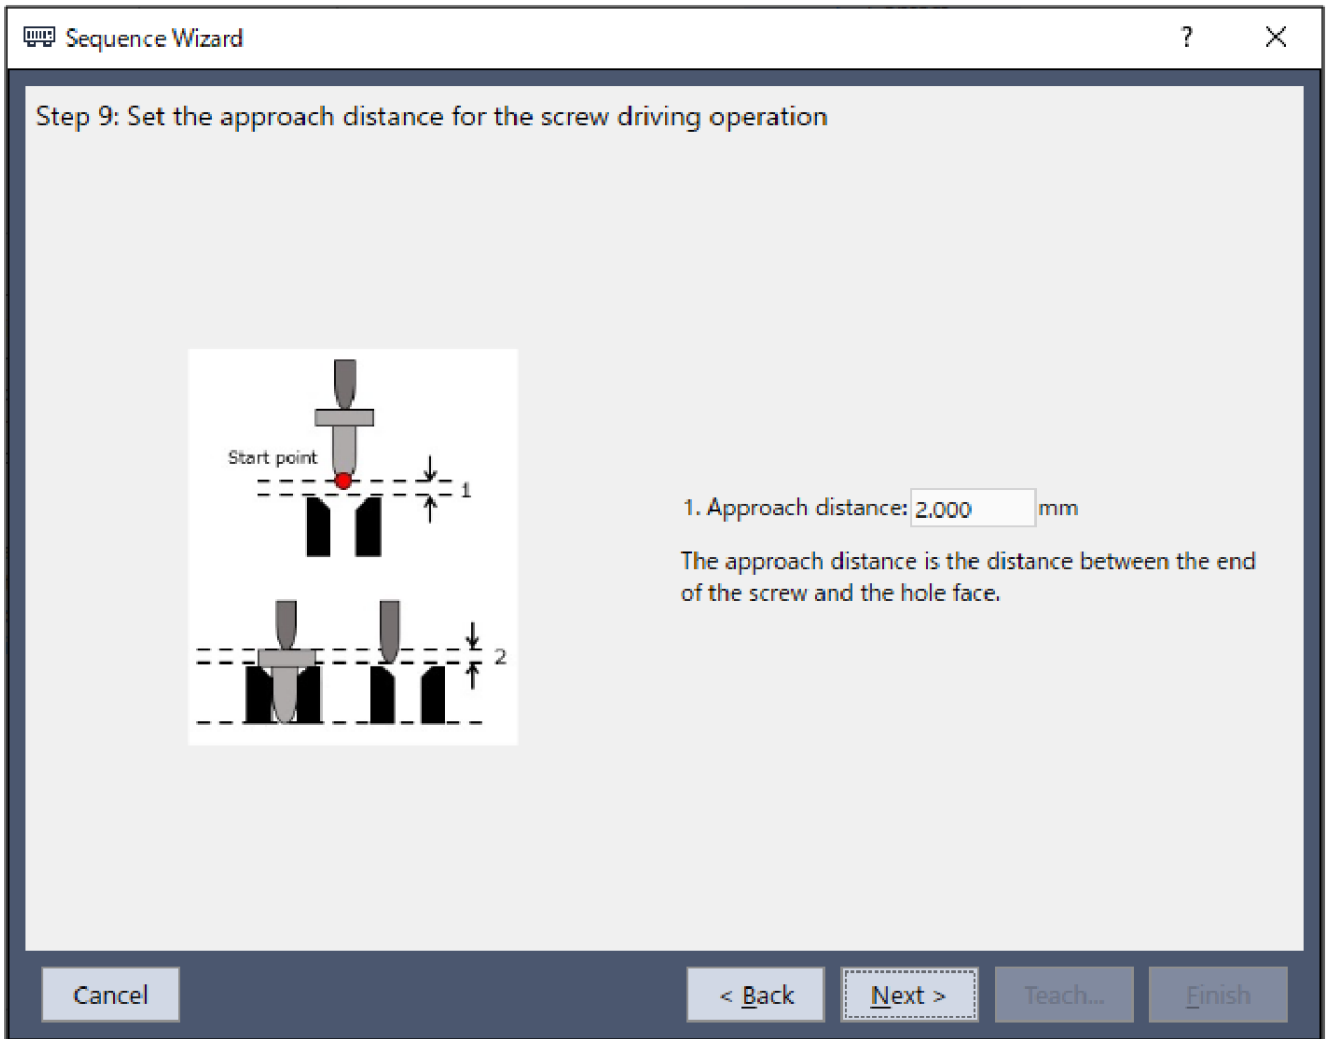 Sequence Wizard
?
Step 9: Set the approach distance for the screw driving operation
Start point
1
2
1. Approach distance: 2.000 mm
The approach distance is the distance between the end
of the screw and the hole face.
Cancel
< Back
Next >
Teach...
Finish